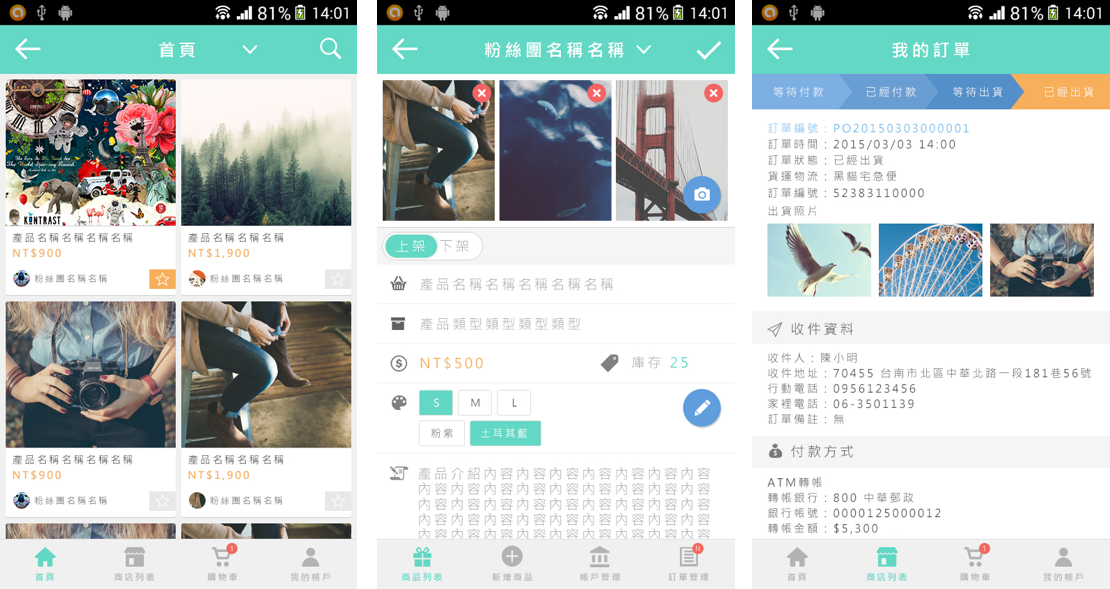 81% 14:01
首頁
KONTRAST
產品名稱名稱名稱名稱
NT$900
粉絲團名稱名稱
產品名稱名稱名稱名稱
NT$1,900
粉絲團名稱名稱
產品名稱名稱名稱名稱
NT$900
粉絲團名稱名稱
產品名稱名稱名稱名稱
NT$1,900
粉絲團名稱名稱
首頁
商店列表
1
購物車
我的帳戶
81% 14:01
粉絲團名稱名稱
上架 下架
產品名稱名稱名稱名稱名稱
產品類型類型類型類型
NT$500
庫存 25
S M L
粉紫 土耳其藍
產品介紹內容內容內容內容內容內容
內容內容內容內容內容內容內容內容
內容內容內容內容內容內容內容內容
內容內容內容內容內容內容內容內容
內容內容內容內容內容內容內容內容
商品列表
新增商品
帳戶管理
N
訂單管理
81% 14:01
我的訂單
等待付款 已經付款 等待出貨 已經出貨
訂單編號：PO20150303000001
訂單時間：2015/03/03 14:00
訂單狀態：已經出貨
貨運物流：黑貓宅急便
訂單編號：52383110000
出貨照片
收件資料
收件人：陳小明
收件地址：70455 台南市北區中華北路一段181巷56號
行動電話：0956123456
家裡電話：06-3501139
訂單備註：無
付款方式
ATM轉帳
轉帳銀行：800 中華郵政
銀行帳號：0000125000012
轉帳金額：$5,300
首頁
商店列表
1
購物車
我的帳戶